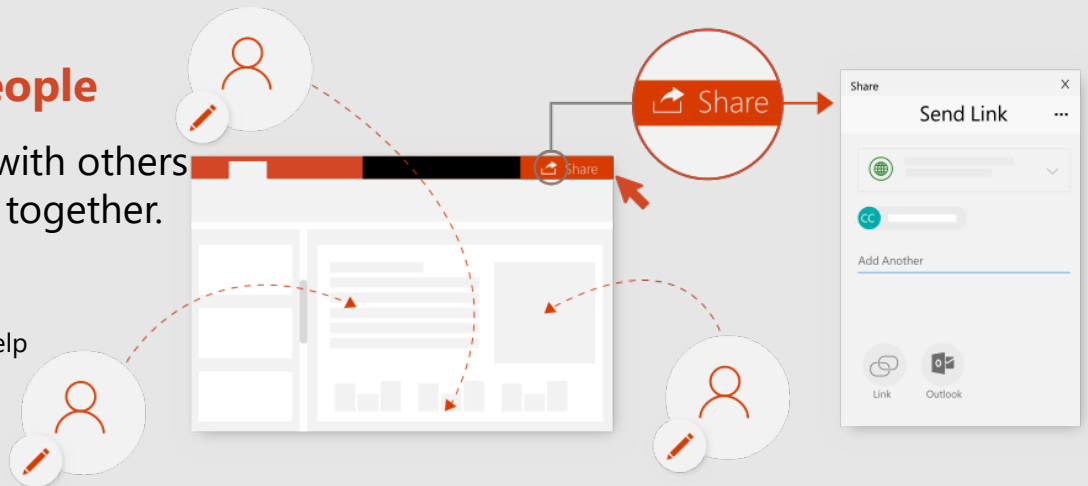 eople
with others
together.
elp
Share
Share
Share
X
Send Link
...
CC
Add Another
Link
Outlook